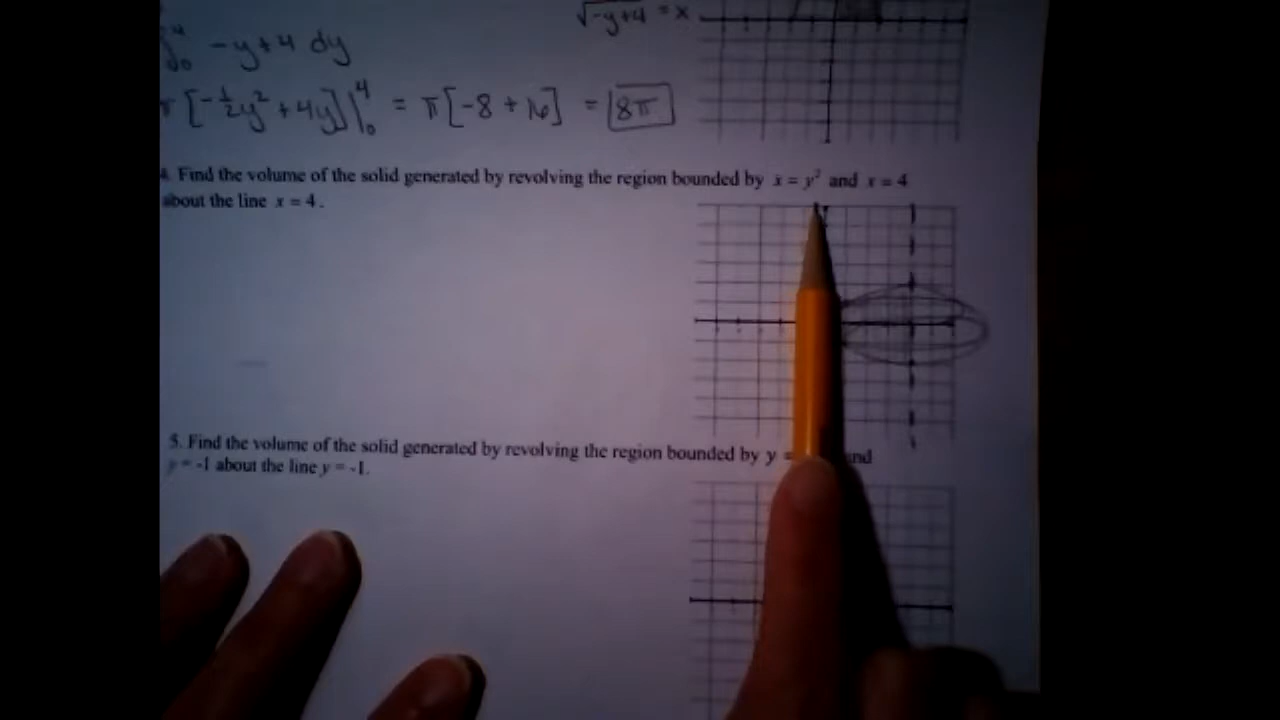 √-y+4 = x
∫₀⁴ -y+4 dy
π[-½y²+4y]|₀⁴ = π[-8+16] = 8π
4. Find the volume of the solid generated by revolving the region bounded by x = y² and x = 4
about the line x = 4.
5. Find the volume of the solid generated by revolving the region bounded by y = and
y = -1 about the line y = -1.